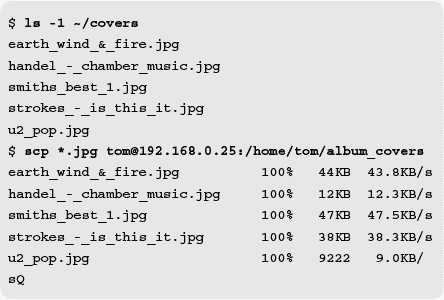 $ ls -1 ~/covers
earth_wind_&_fire.jpg
handel_-_chamber_music.jpg
smiths_best_1.jpg
strokes_-_is_this_it.jpg
u2_pop.jpg
$ scp *.jpg tom@192.168.0.25:/home/tom/album_covers
earth_wind_&_fire.jpg 100% 44KB 43.8KB/s
handel_-_chamber_music.jpg 100% 12KB 12.3KB/s
smiths_best_1.jpg 100% 47KB 47.5KB/s
strokes_-_is_this_it.jpg 100% 38KB 38.3KB/s
u2_pop.jpg 100% 9222 9.0KB/
sQ